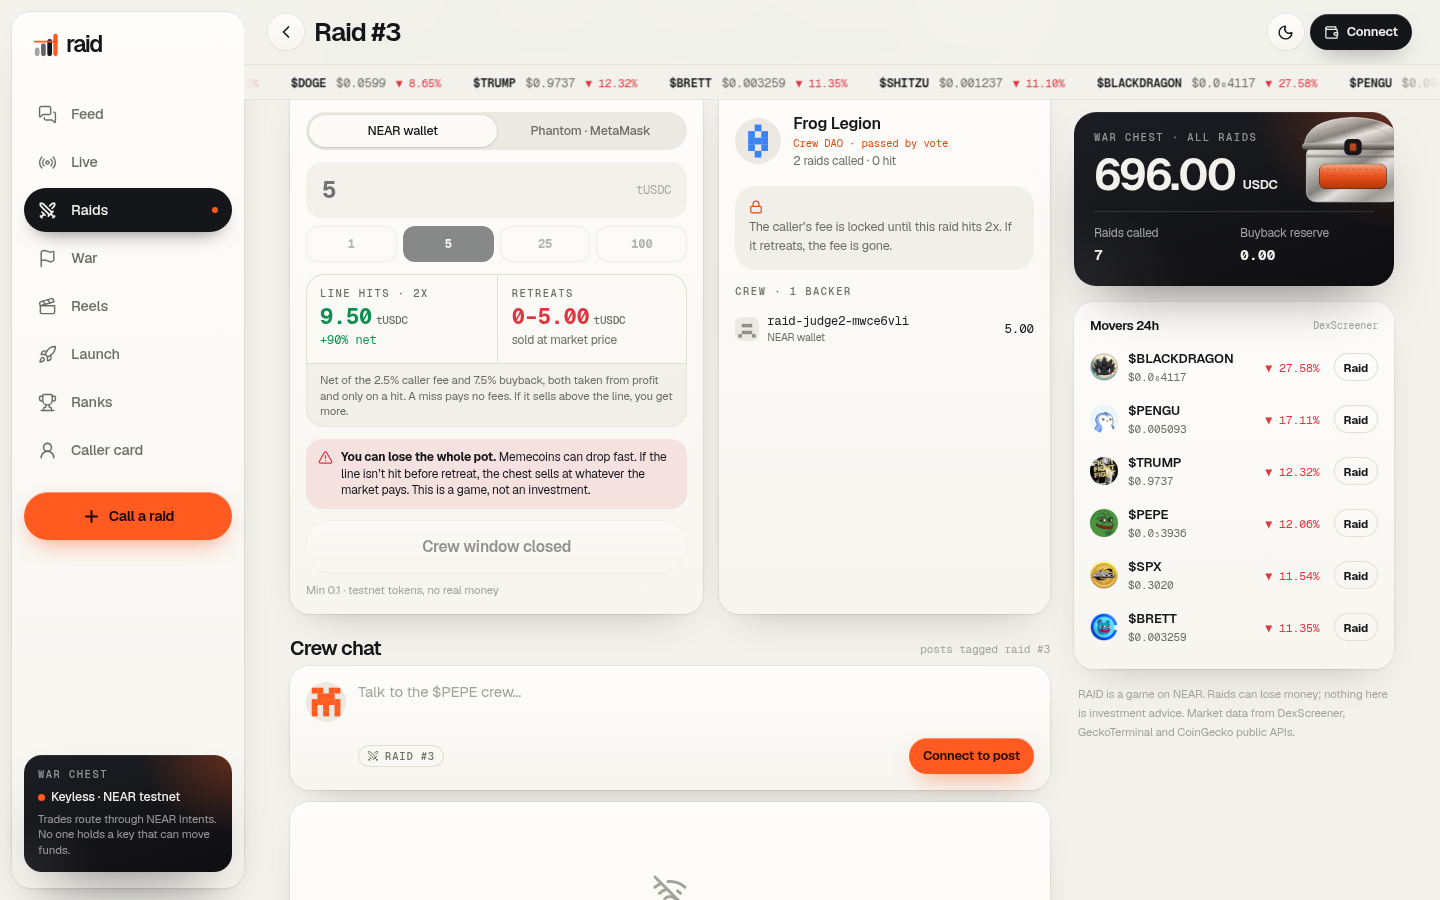 raid
Feed
Live
Raids
War
Reels
Launch
Ranks
Caller card
Call a raid
WAR CHEST
Keyless · NEAR testnet
Trades route through NEAR Intents.
No one holds a key that can move
funds.
Raid #3
Connect
$DOGE $0.0599 ▼ 8.65% $TRUMP $0.9737 ▼ 12.32% $BRETT $0.003259 ▼ 11.35% $SHITZU $0.001237 ▼ 11.10% $BLACKDRAGON $0.0₈4117 ▼ 27.58% $PENGU
NEAR wallet
Phantom · MetaMask
5 tUSDC
1 5 25 100
LINE HITS · 2X
9.50 tUSDC
+90% net
RETREATS
0–5.00 tUSDC
sold at market price
Net of the 2.5% caller fee and 7.5% buyback, both taken from profit
and only on a hit. A miss pays no fees. If it sells above the line, you get
more.
You can lose the whole pot. Memecoins can drop fast. If the
line isn't hit before retreat, the chest sells at whatever the
market pays. This is a game, not an investment.
Crew window closed
Min 0.1 · testnet tokens, no real money
Frog Legion
Crew DAO · passed by vote
2 raids called · 0 hit
The caller's fee is locked until this raid hits 2x. If
it retreats, the fee is gone.
CREW · 1 BACKER
raid-judge2-mwce6vli
NEAR wallet
5.00
Crew chat
posts tagged raid #3
Talk to the $PEPE crew...
RAID #3
Connect to post
WAR CHEST · ALL RAIDS
696.00 USDC
Raids called
7
Buyback reserve
0.00
Movers 24h
DexScreener
$BLACKDRAGON
$0.0₈4117
▼ 27.58%
Raid
$PENGU
$0.005093
▼ 17.11%
Raid
$TRUMP
$0.9737
▼ 12.32%
Raid
$PEPE
$0.0₅3936
▼ 12.06%
Raid
$SPX
$0.3020
▼ 11.54%
Raid
$BRETT
$0.003259
▼ 11.35%
Raid
RAID is a game on NEAR. Raids can lose money; nothing here
is investment advice. Market data from DexScreener,
GeckoTerminal and CoinGecko public APIs.